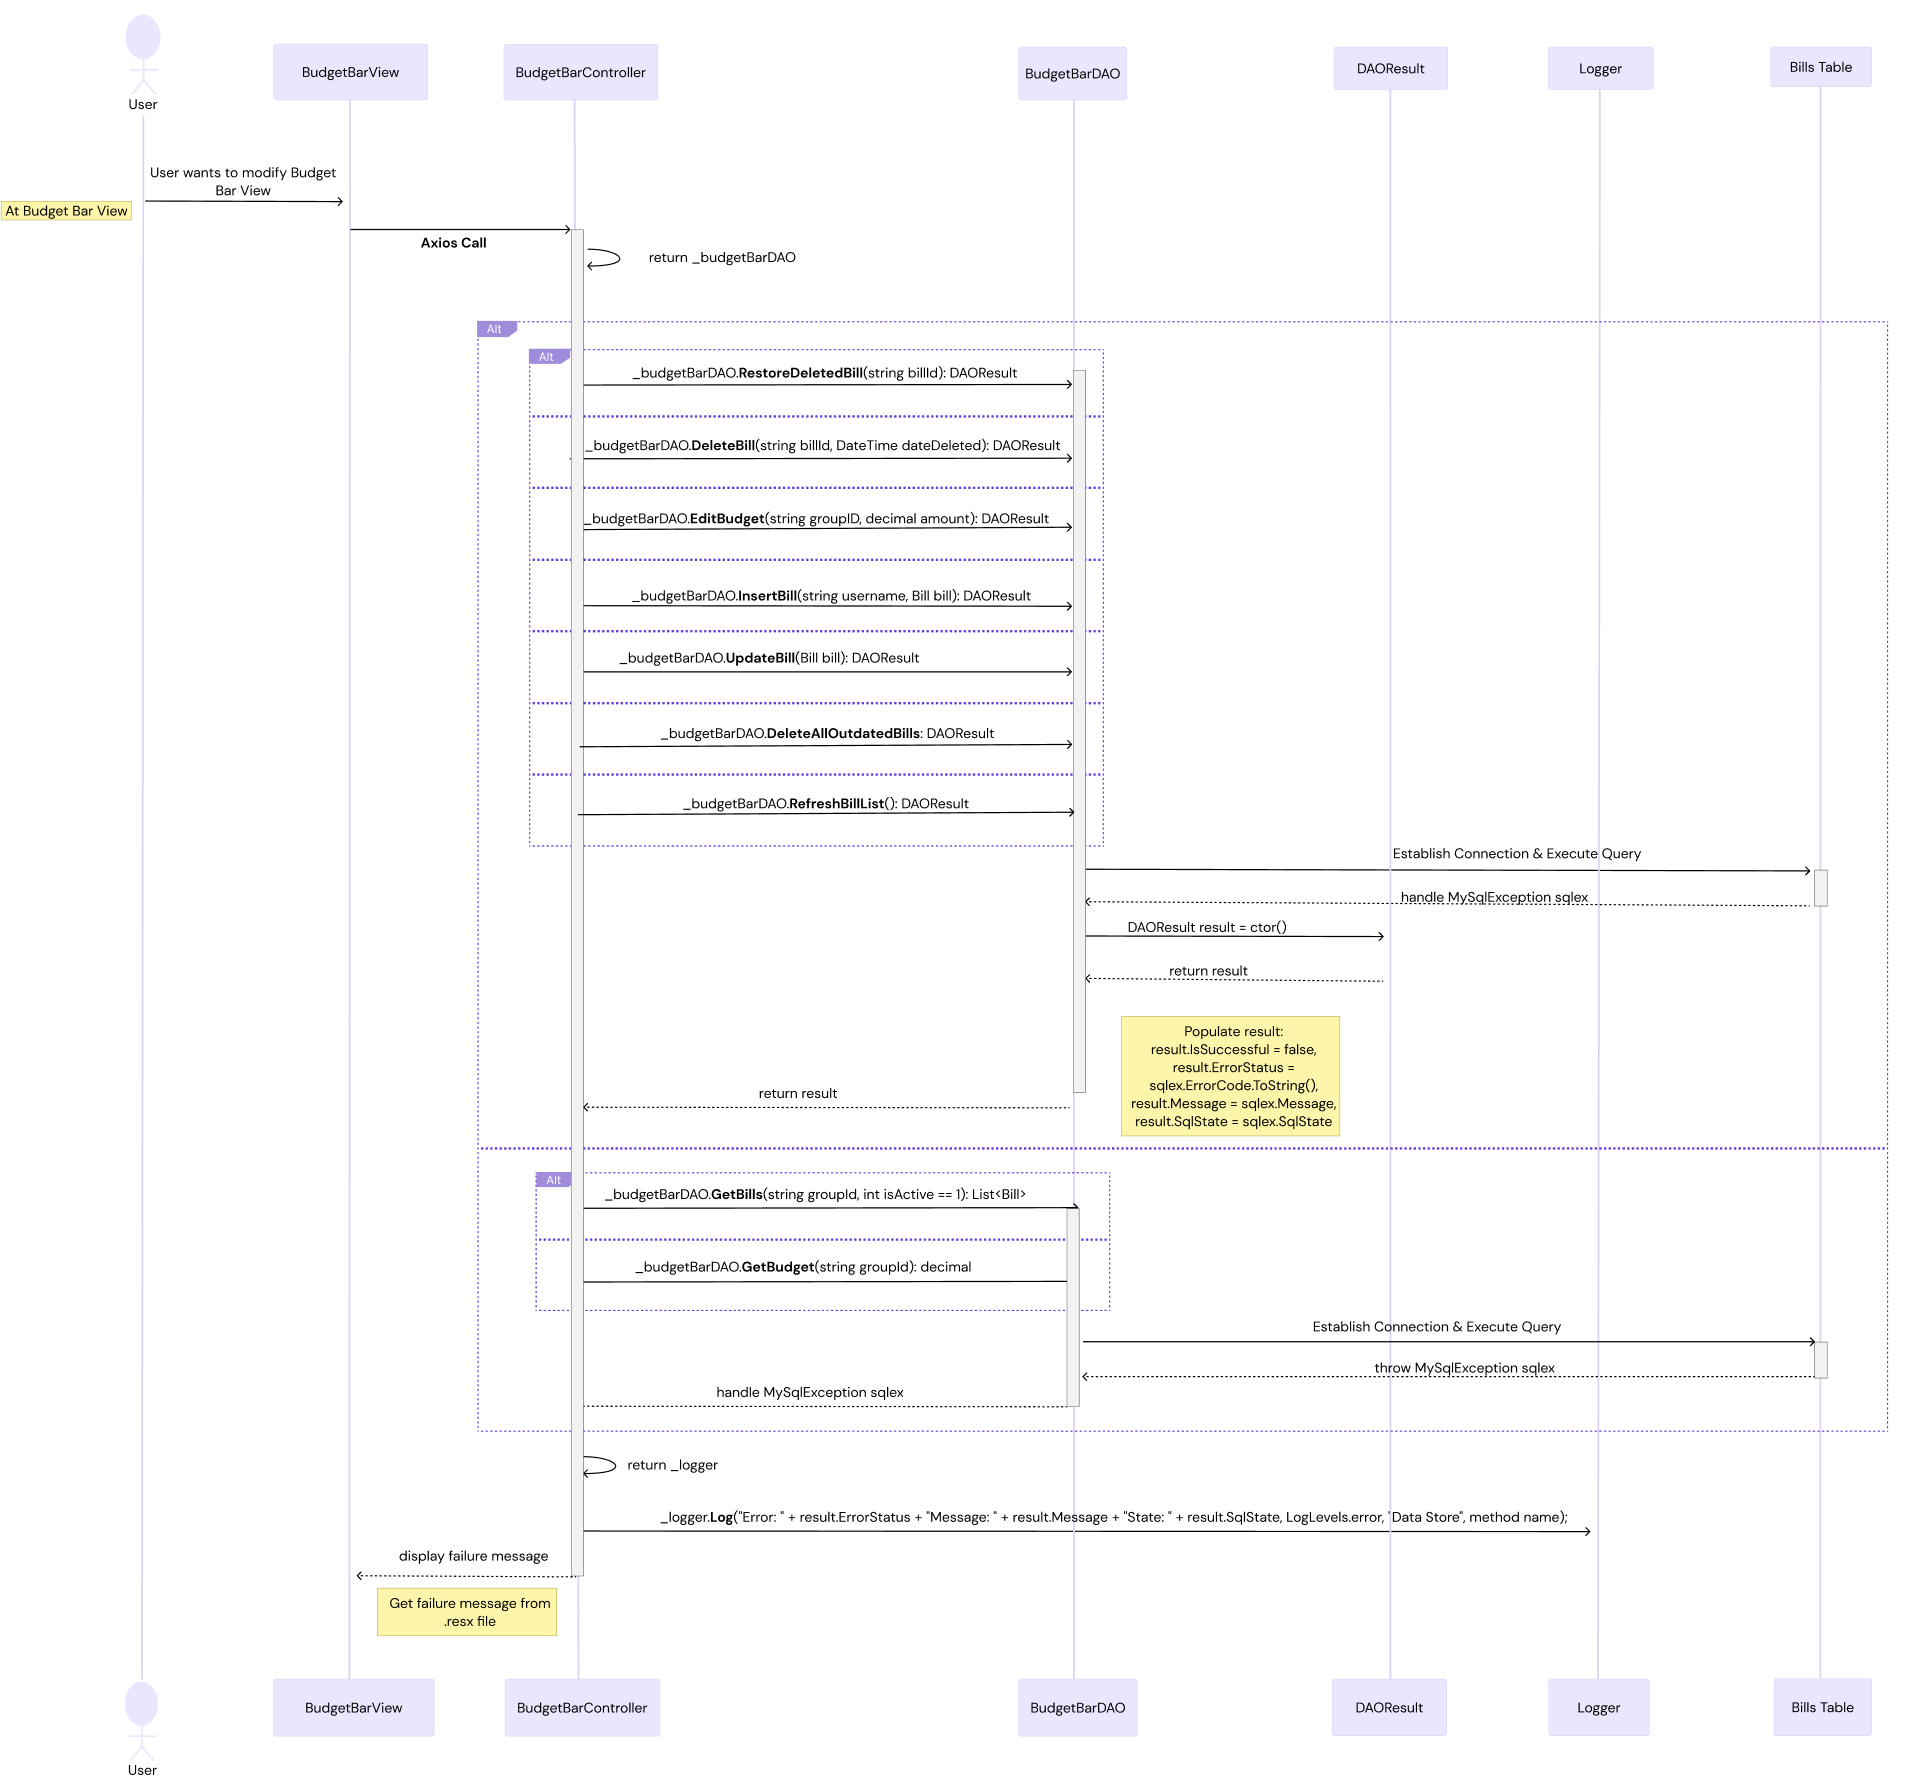 User
BudgetBarView
BudgetBarController
BudgetBarDAO
DAOResult
Logger
Bills Table
User wants to modify Budget
Bar View
At Budget Bar View
Axios Call
return _budgetBarDAO
Alt
Alt
_budgetBarDAO.RestoreDeletedBill(string billId): DAOResult
_budgetBarDAO.DeleteBill(string billId, DateTime dateDeleted): DAOResult
_budgetBarDAO.EditBudget(string groupID, decimal amount): DAOResult
_budgetBarDAO.InsertBill(string username, Bill bill): DAOResult
_budgetBarDAO.UpdateBill(Bill bill): DAOResult
_budgetBarDAO.DeleteAllOutdatedBills: DAOResult
_budgetBarDAO.RefreshBillList(): DAOResult
Establish Connection & Execute Query
handle MySqlException sqlex
DAOResult result = ctor()
return result
Populate result:
result.IsSuccessful = false,
result.ErrorStatus =
sqlex.ErrorCode.ToString(),
result.Message = sqlex.Message,
result.SqlState = sqlex.SqlState
return result
Alt
_budgetBarDAO.GetBills(string groupId, int isActive == 1): List<Bill>
_budgetBarDAO.GetBudget(string groupId): decimal
Establish Connection & Execute Query
throw MySqlException sqlex
handle MySqlException sqlex
return _logger
_logger.Log("Error: " + result.ErrorStatus + "Message: " + result.Message + "State: " + result.SqlState, LogLevels.error, "Data Store", method name);
display failure message
Get failure message from
.resx file
BudgetBarView
BudgetBarController
BudgetBarDAO
DAOResult
Logger
Bills Table
User